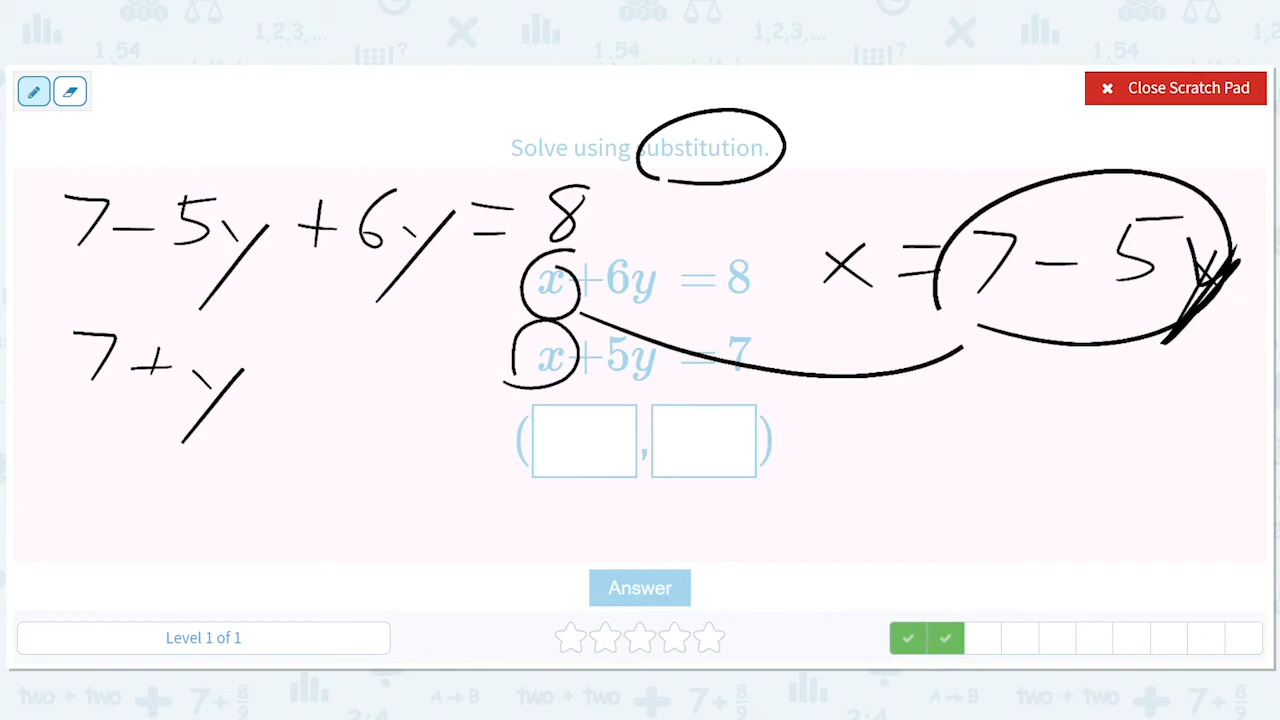 Close Scratch Pad
Solve using substitution.
7 - 5y + 6y = 8
x + 6y = 8
x = 7 - 5y
x + 5y = 7
7 + y
( , )
Answer
Level 1 of 1